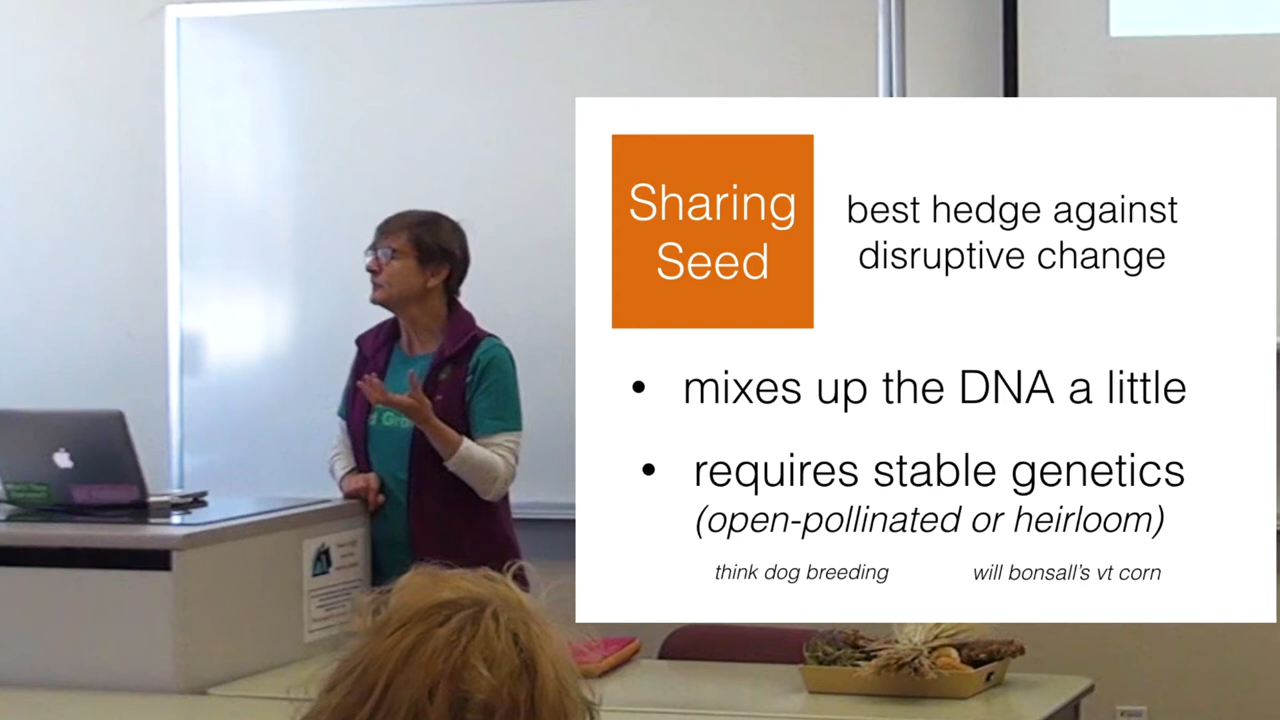 Sharing
Seed
best hedge against
disruptive change
• mixes up the DNA a little
• requires stable genetics
(open-pollinated or heirloom)
think dog breeding
will bonsall's vt corn